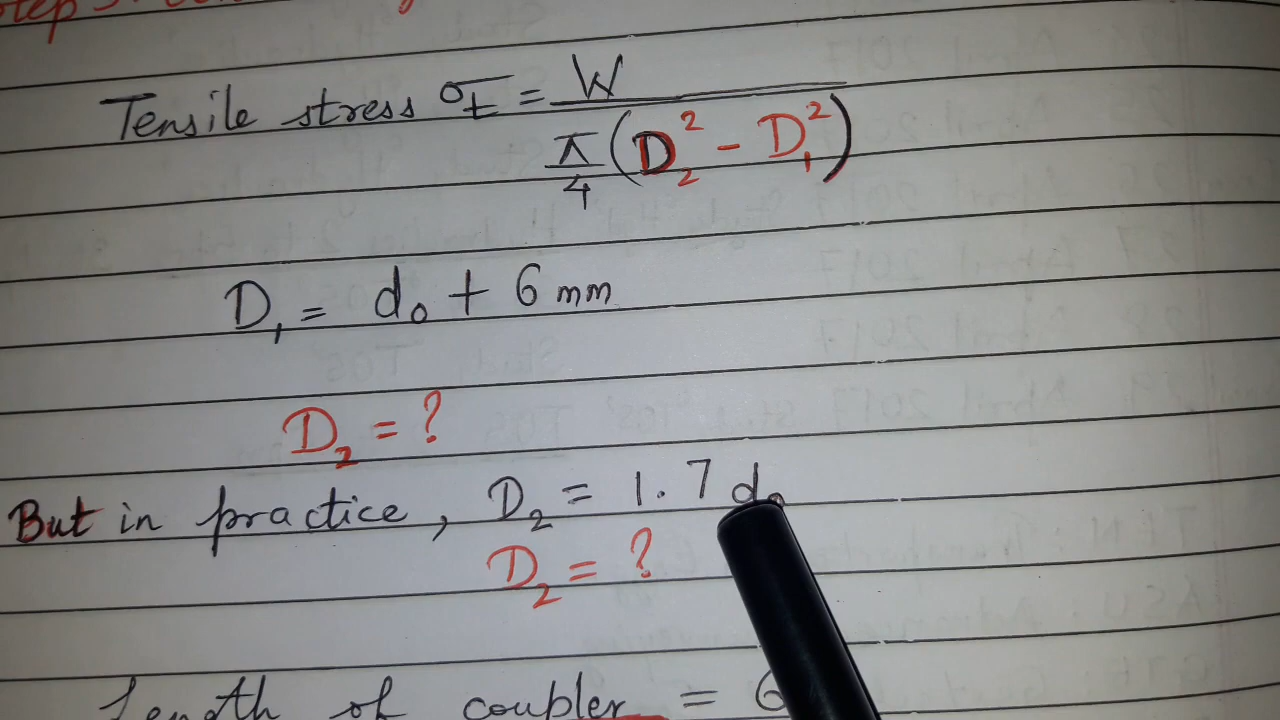 Step
Tensile stress σt = W
π/4 (D₂² - D₁²)
D₁ = d₀ + 6 mm
D₂ = ?
But in practice, D₂ = 1.7 d₀
D₂ = ?
Length of coupler = 6